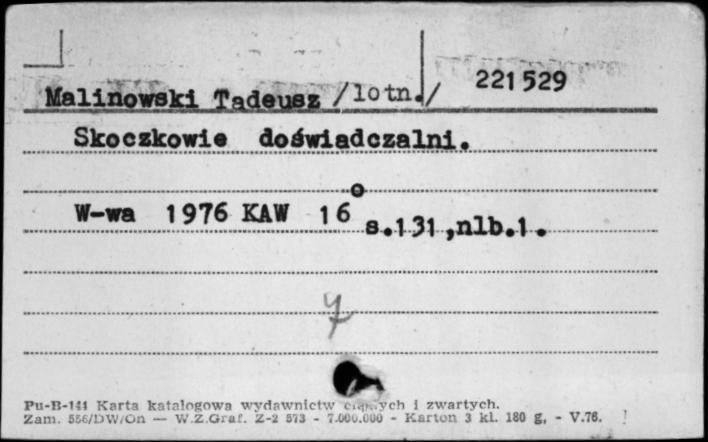 221529
Malinowski Tadeusz /lotn./
Skoczkowie doświadczalni.
W-wa 1976 KAW 16° s.131,nlb.1.
Pu-B-141 Karta katalogowa wydawnictw ciągłych i zwartych.
Zam. 556/DW/On — W.Z.Graf. Z-2 573 - 7.000.000 - Karton 3 kl. 180 g, - V.76.